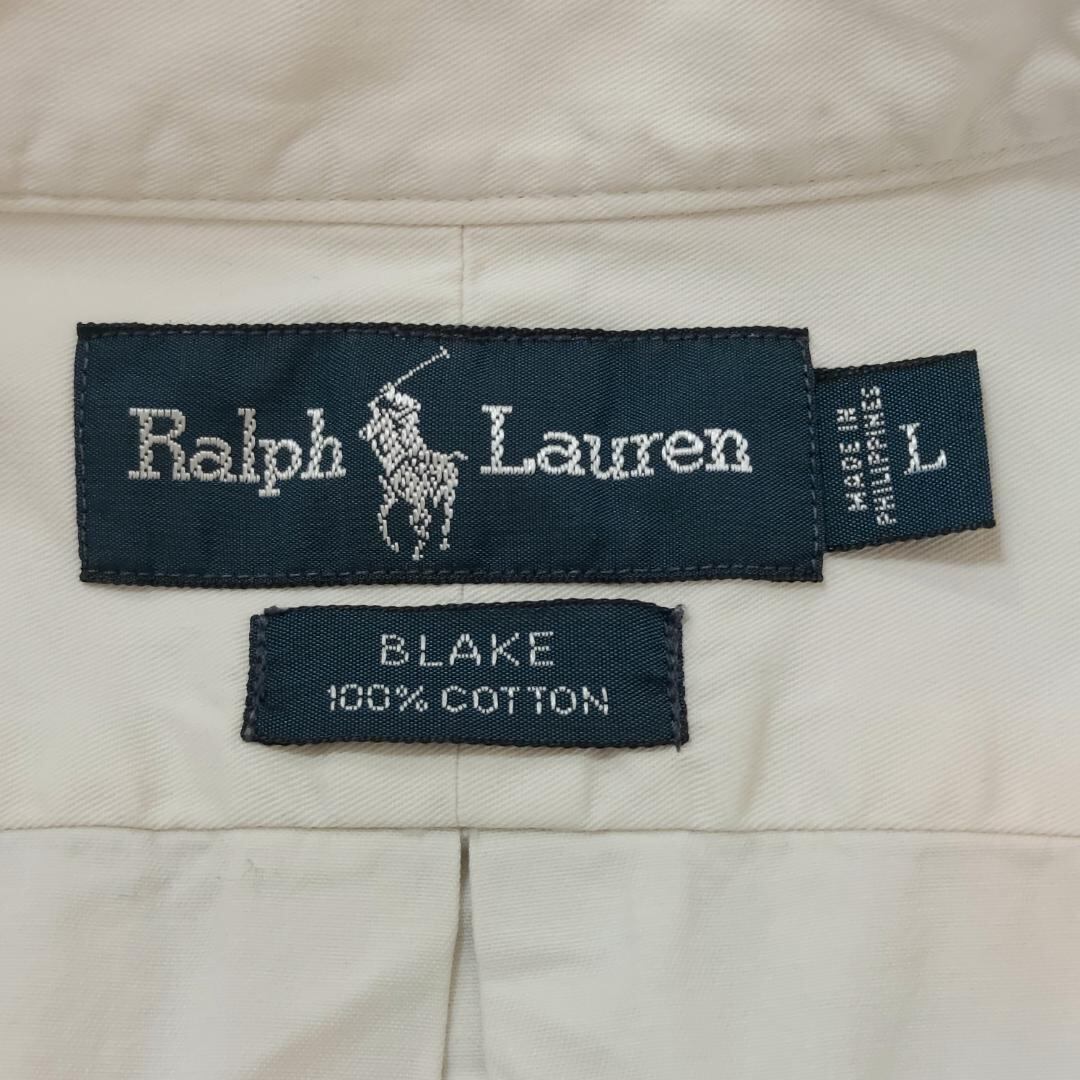 Ralph Lauren
MADE IN
PHILIPPINES
L
BLAKE
100% COTTON